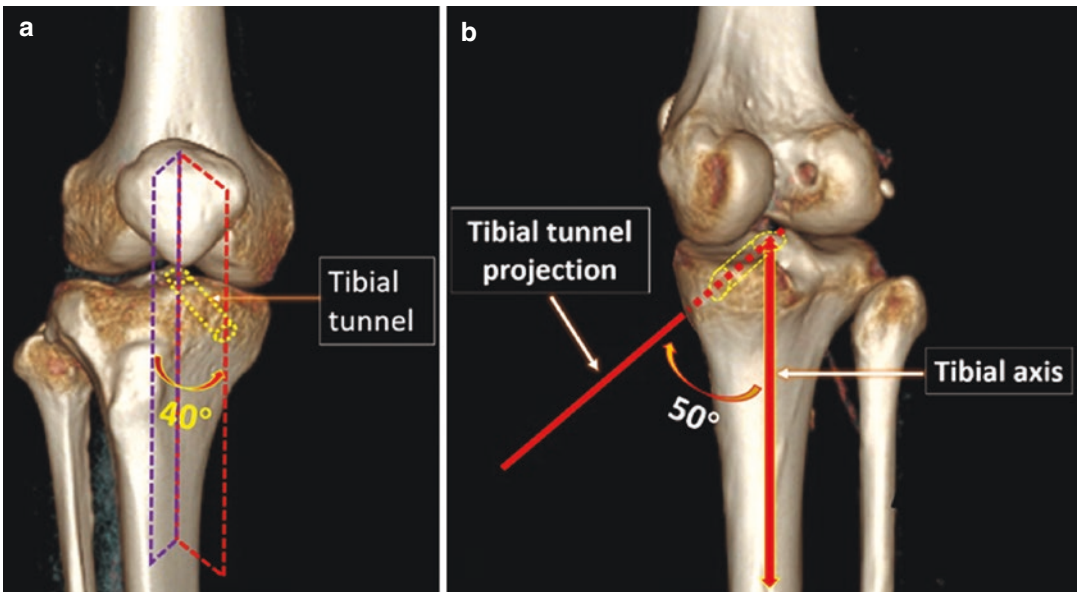 a
Tibial
tunnel
40°
b
Tibial tunnel
projection
50°
Tibial axis